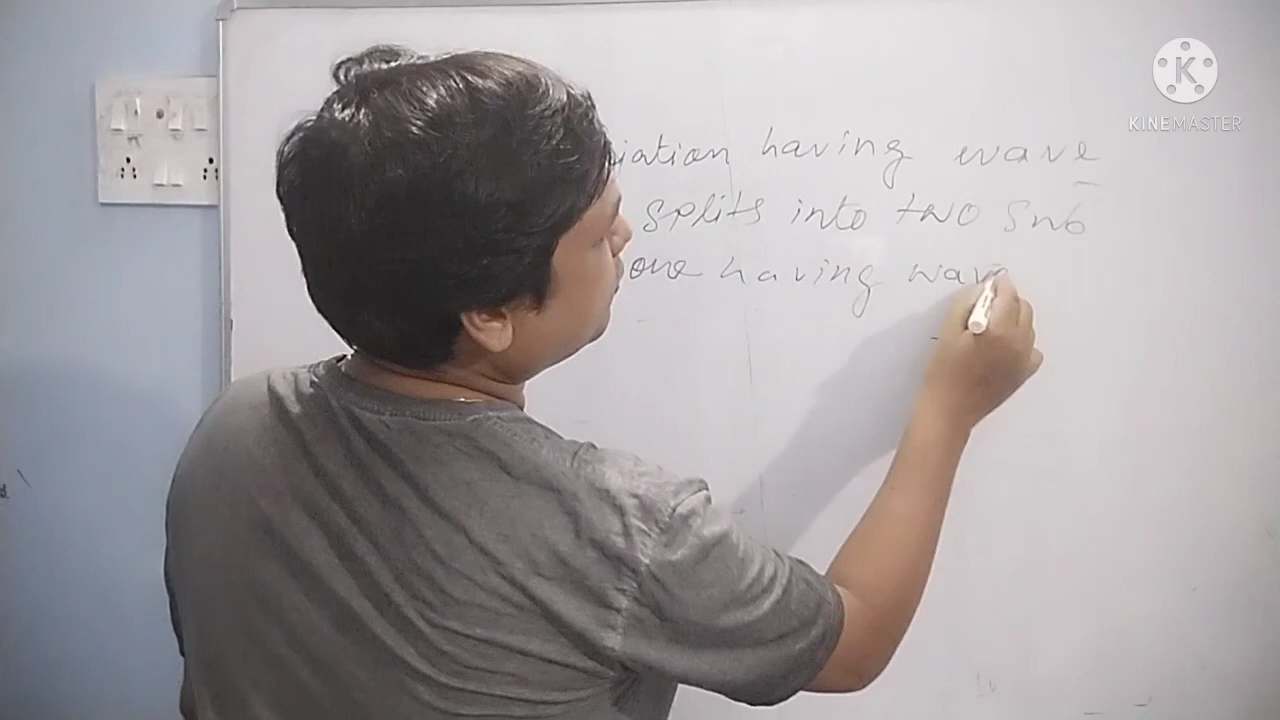 iation having wave
splits into two sub
one having wav
K
KINEMASTER